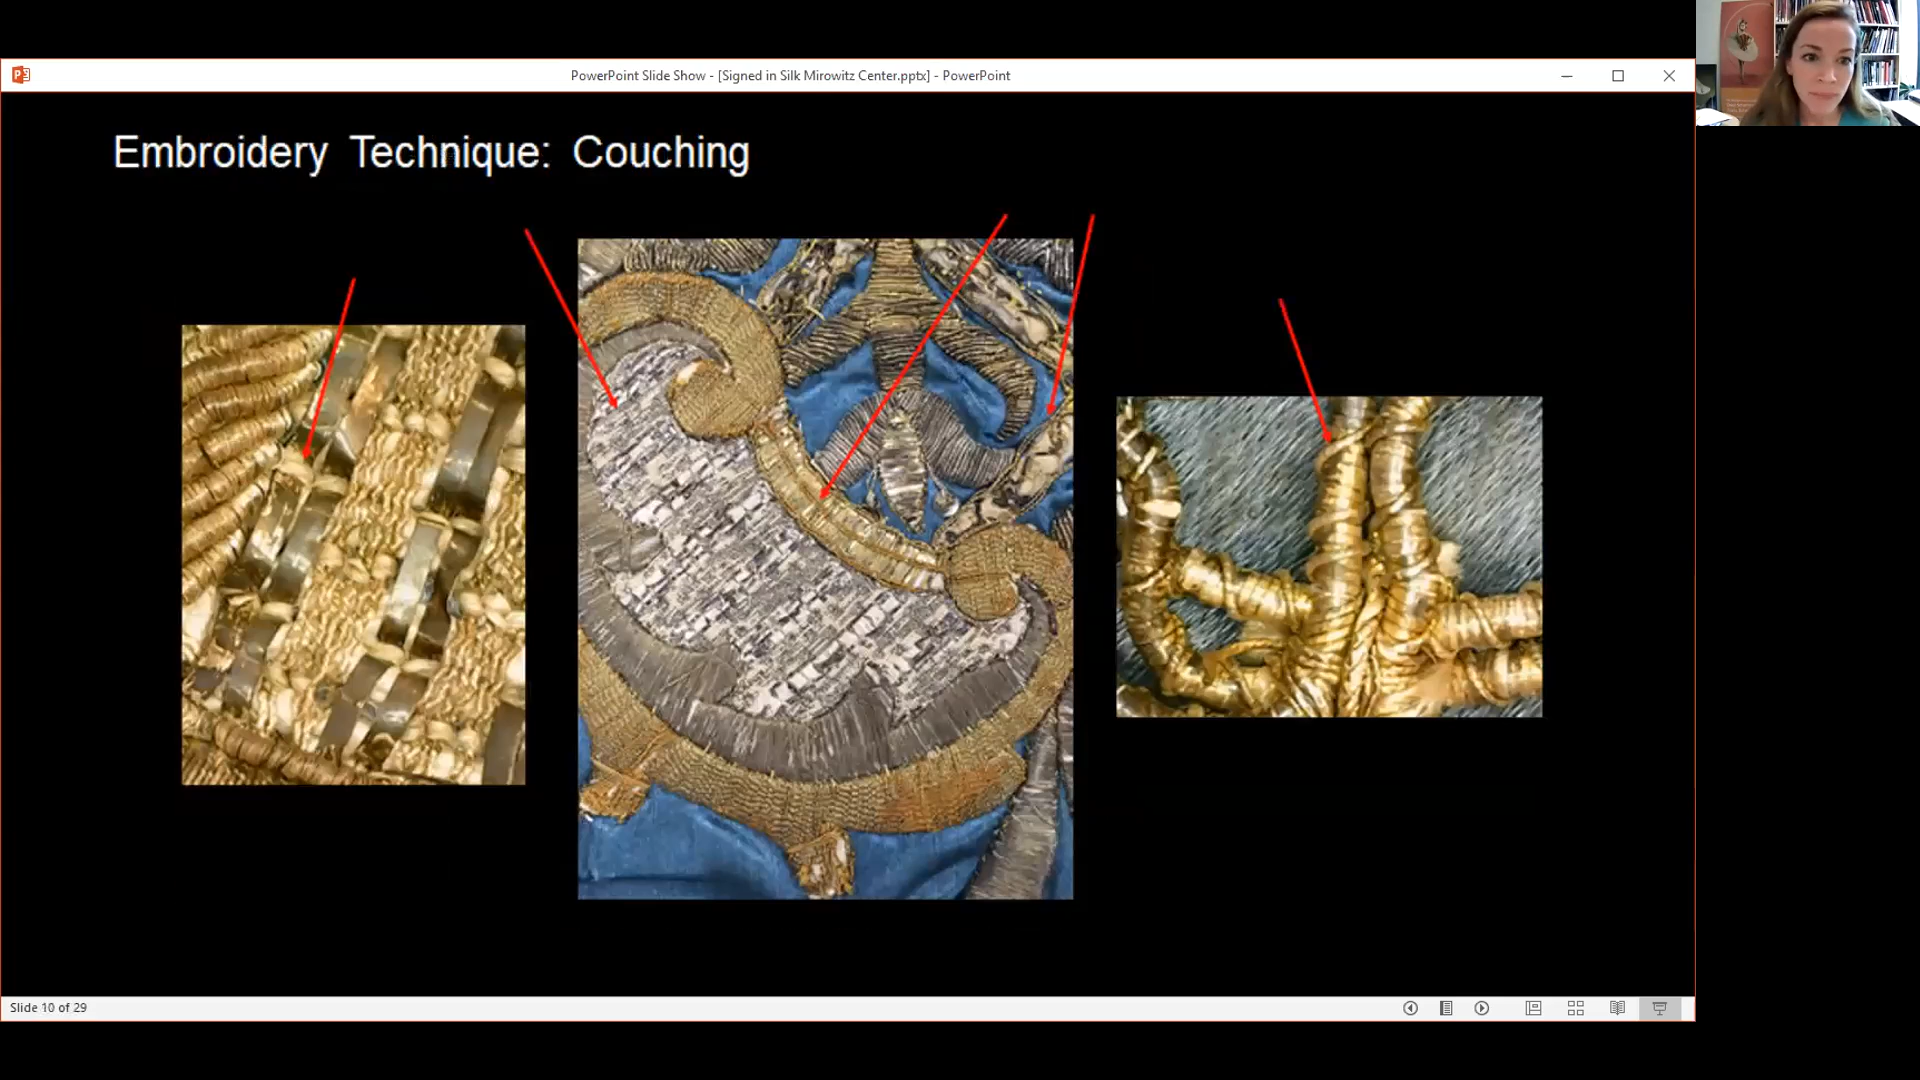 PowerPoint Slide Show - [Signed in Silk Mirowitz Center.pptx] - PowerPoint
Embroidery Technique: Couching
Slide 10 of 29